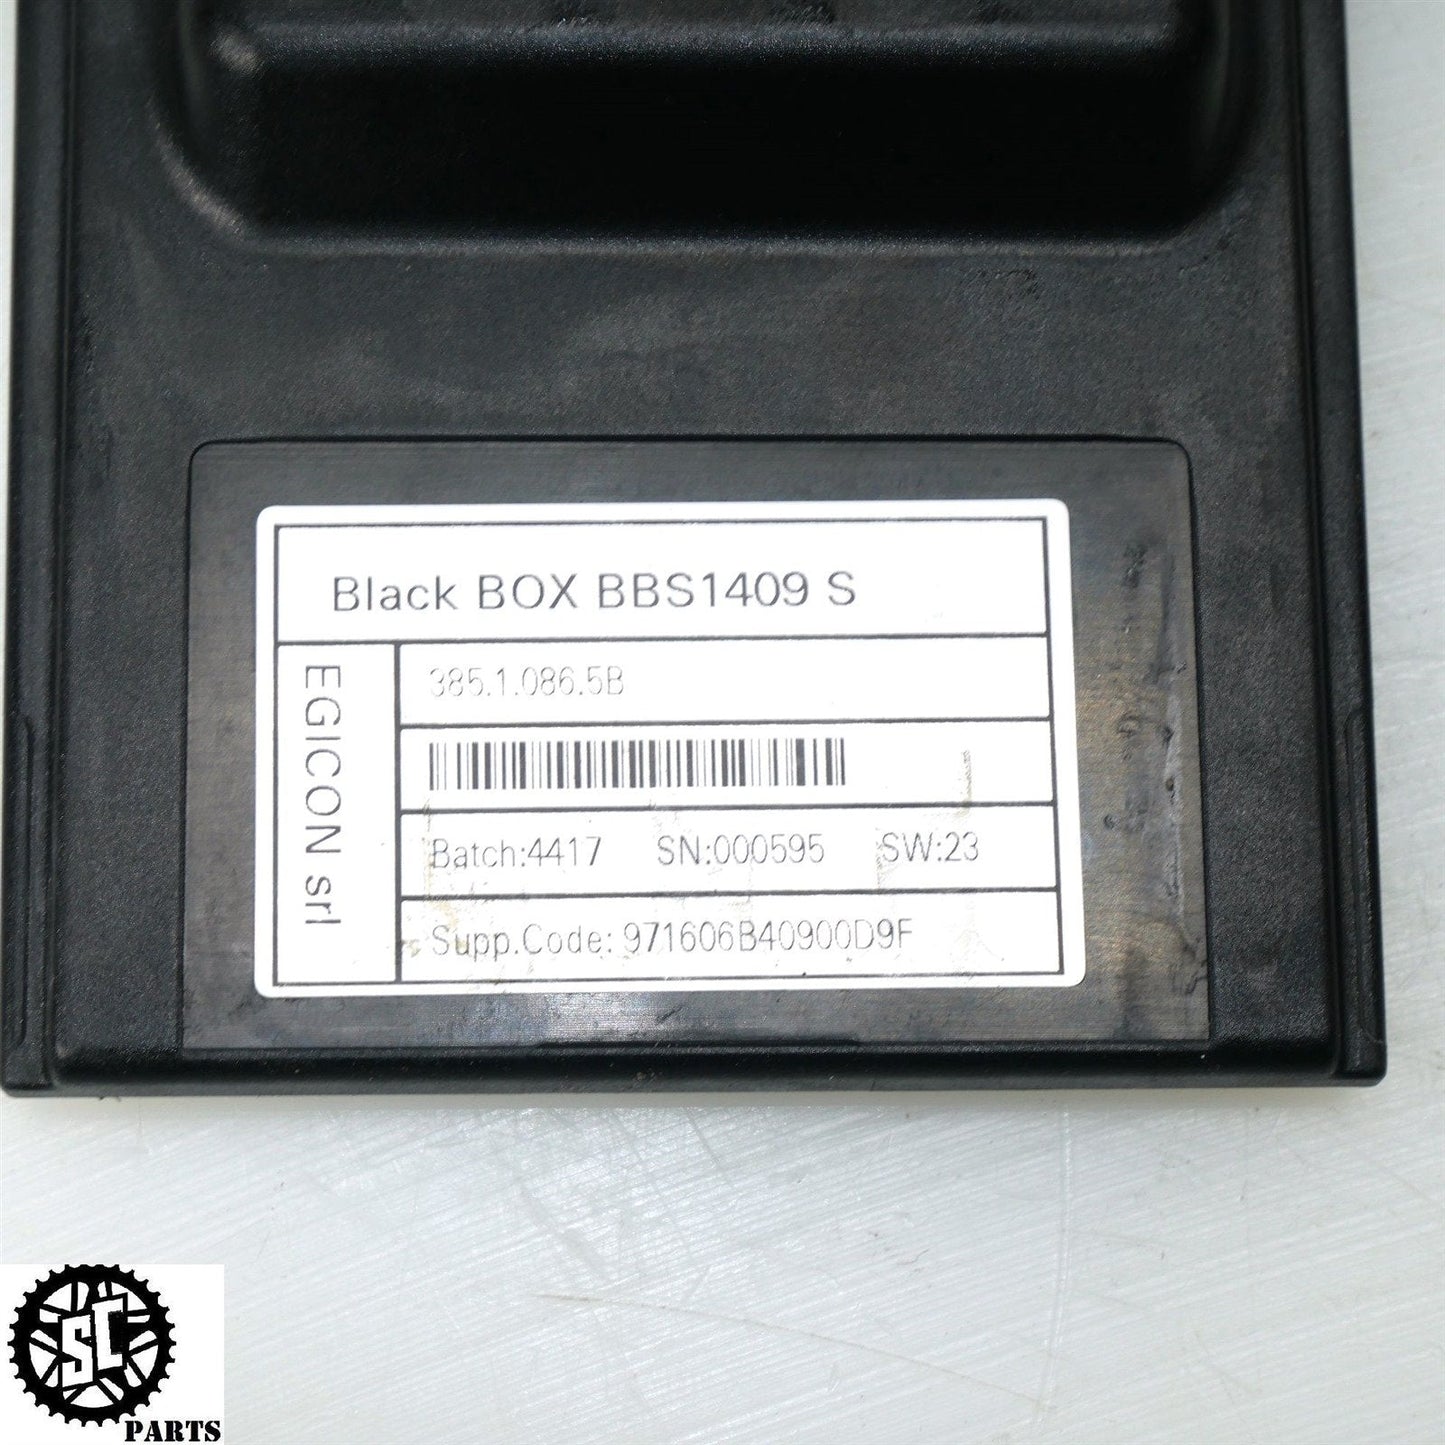 Black BOX BBS1409 S
EGICON srl
385.1.086.5B
Batch:4417 SN:000595 SW:23
Supp.Code: 971606B40900D9F
SC
PARTS